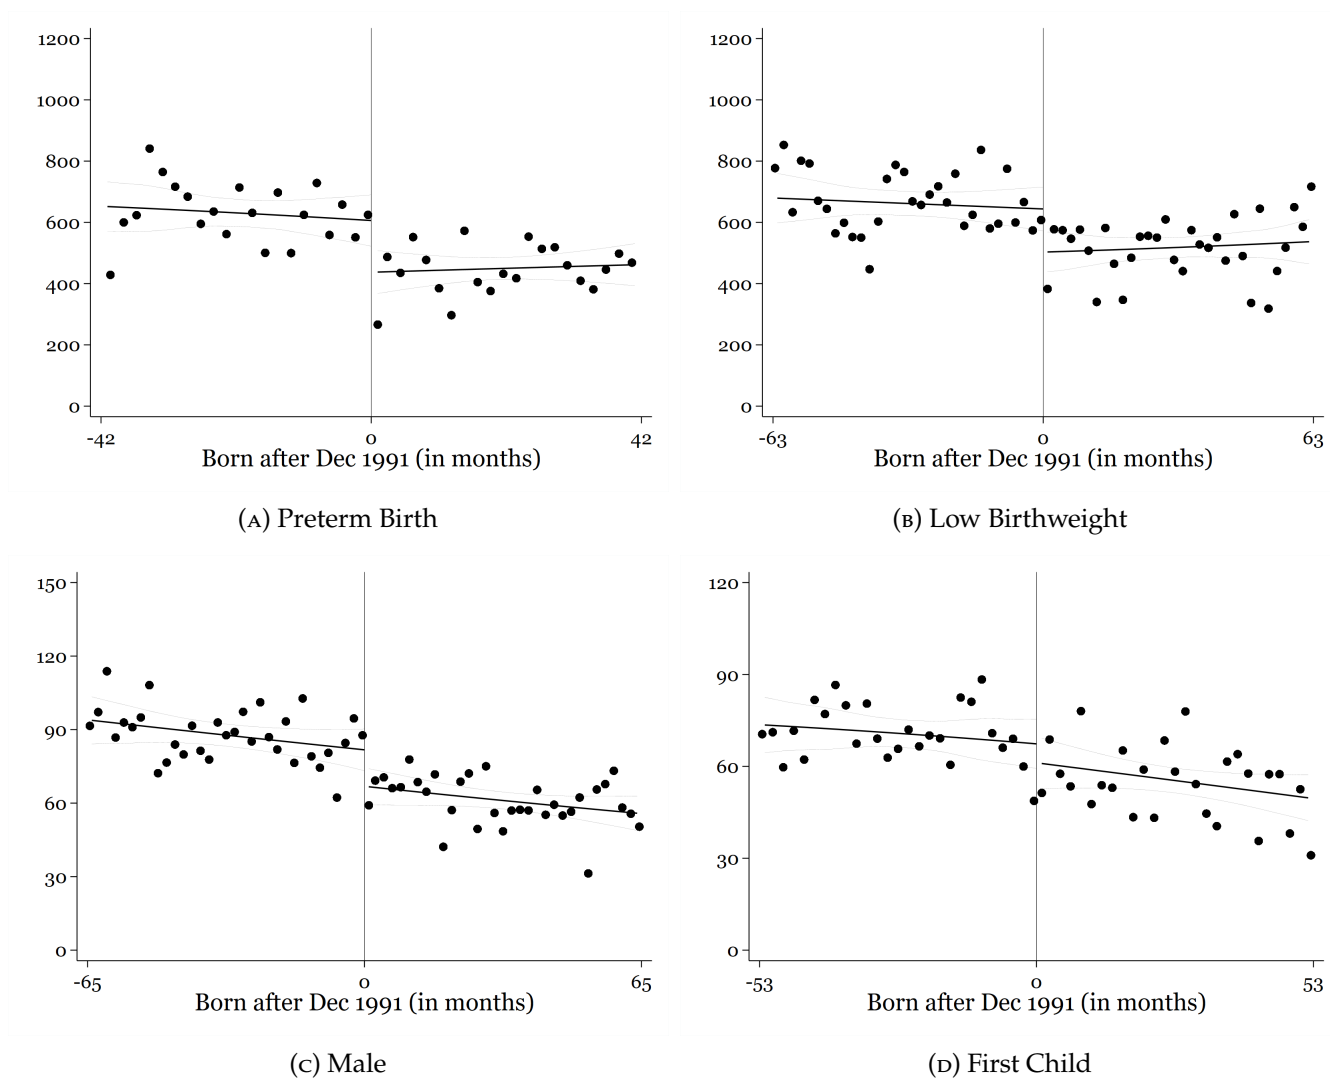 1200
1000
800
600
400
200
0
-42 0 42
Born after Dec 1991 (in months)
(A) Preterm Birth
1200
1000
800
600
400
200
0
-63 0 63
Born after Dec 1991 (in months)
(B) Low Birthweight
150
120
90
60
30
0
-65 0 65
Born after Dec 1991 (in months)
(C) Male
120
90
60
30
0
-53 0 53
Born after Dec 1991 (in months)
(D) First Child